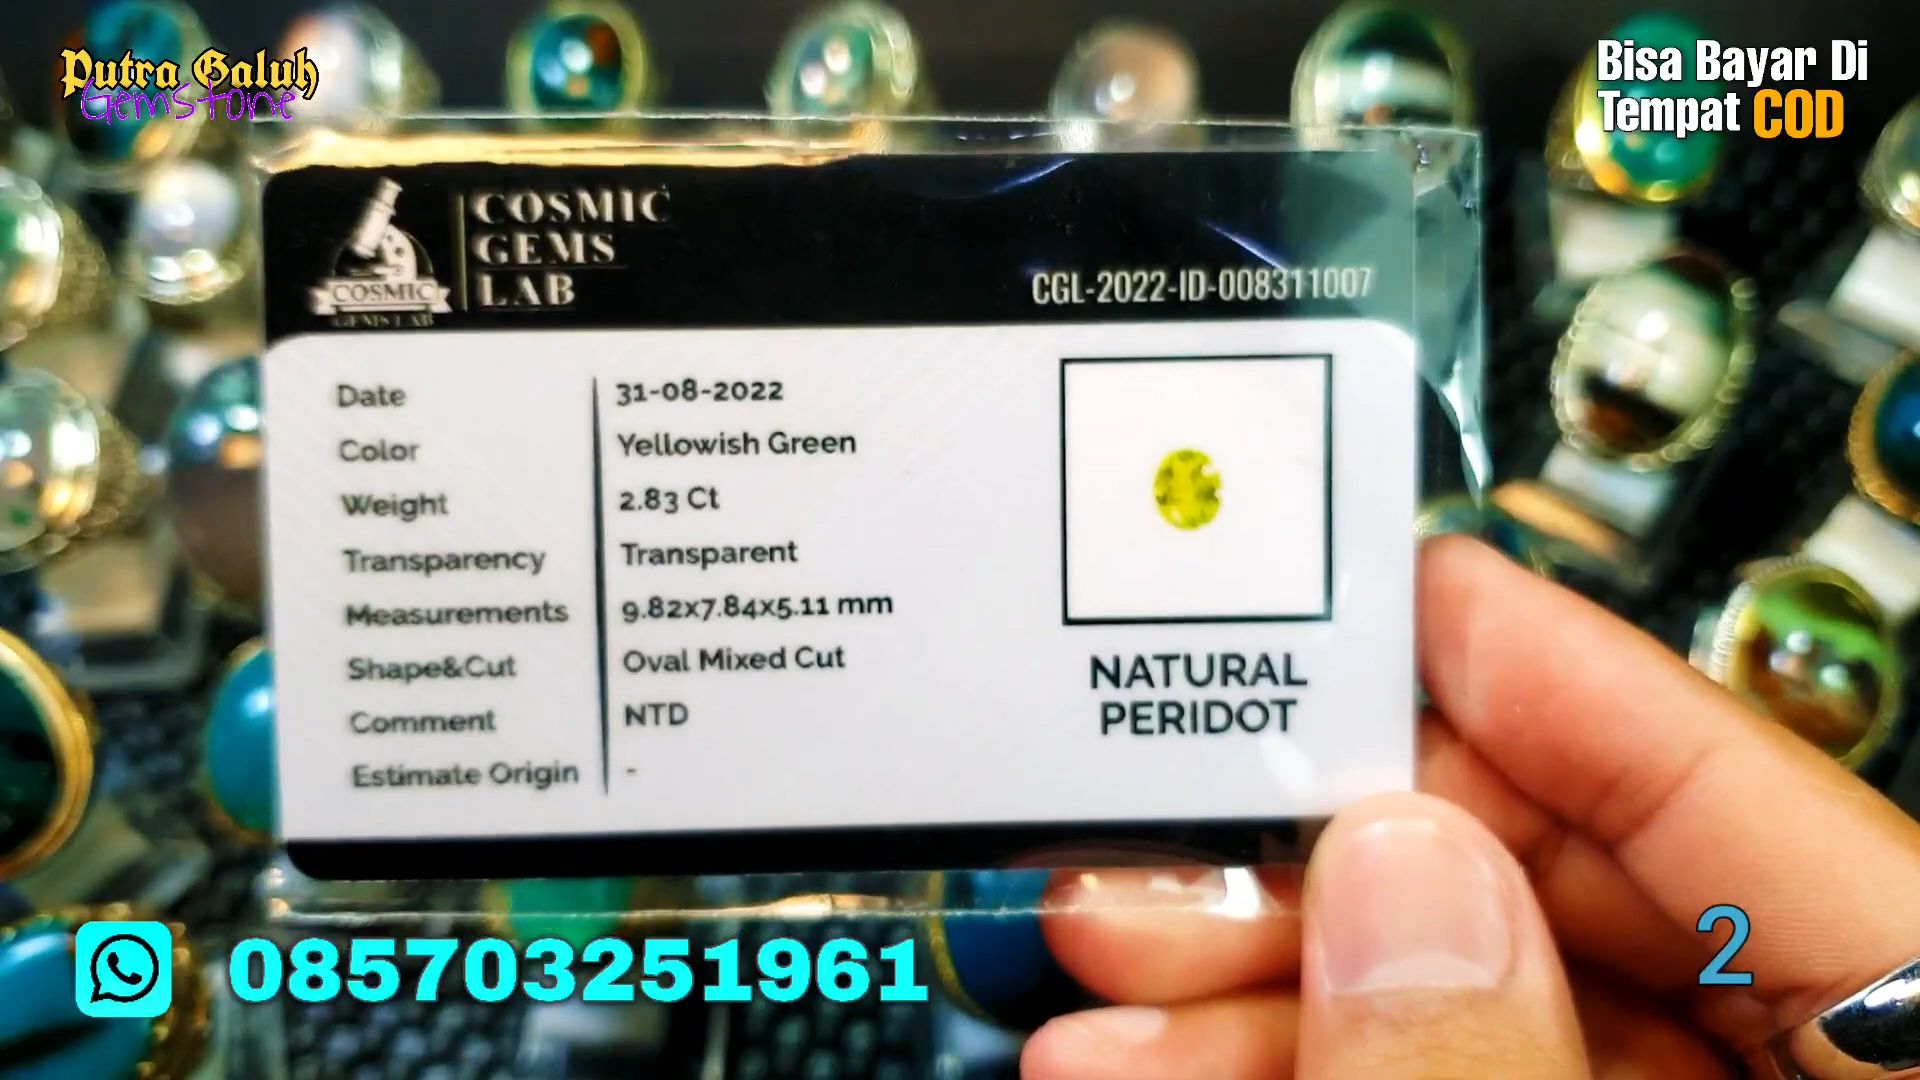 Putra Galuh
GemStone
Bisa Bayar Di
Tempat COD
COSMIC
GEMS
LAB
COSMIC
GEMS LAB
CGL-2022-ID-008311007
Date 31-08-2022
Color Yellowish Green
Weight 2.83 Ct
Transparency Transparent
Measurements 9.82x7.84x5.11 mm
Shape&Cut Oval Mixed Cut
Comment NTD
Estimate Origin -
NATURAL
PERIDOT
085703251961
2